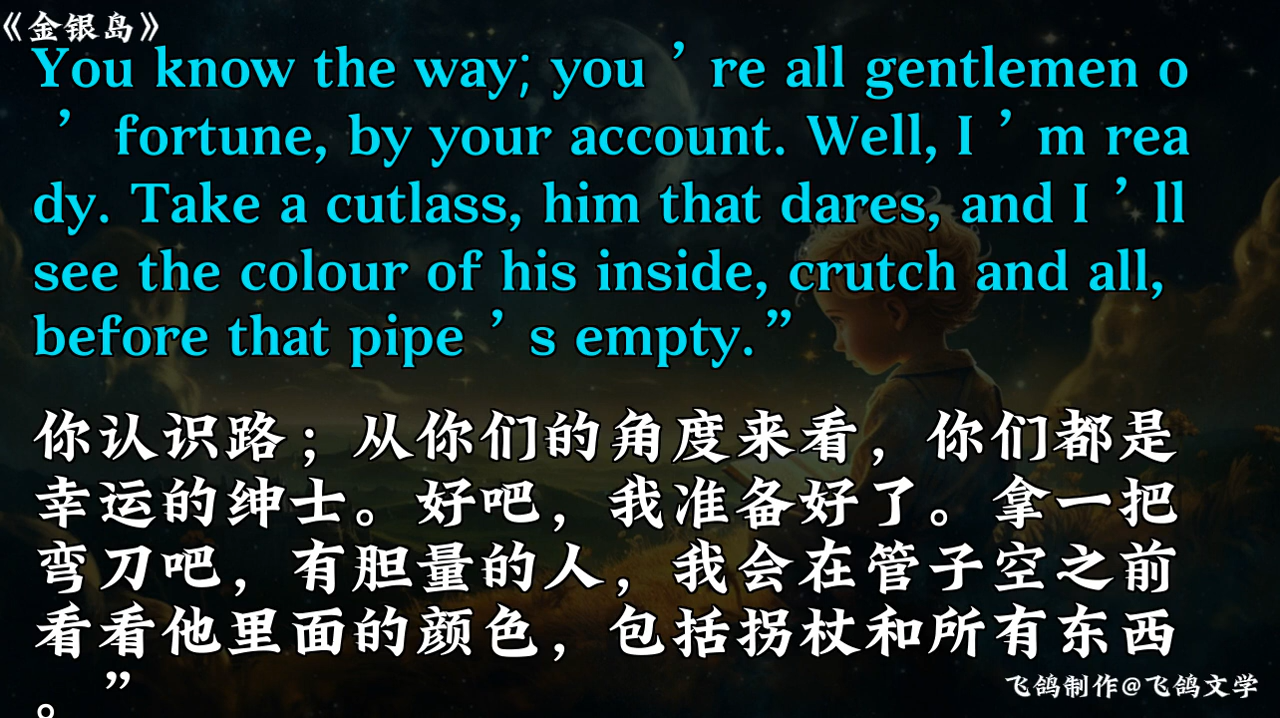 《金银岛》
You know the way; you ’ re all gentlemen o
’ fortune, by your account. Well, I ’ m rea
dy. Take a cutlass, him that dares, and I ’ ll
see the colour of his inside, crutch and all,
before that pipe ’ s empty.”
你认识路；从你们的角度来看，你们都是
幸运的绅士。好吧，我准备好了。拿一把
弯刀吧，有胆量的人，我会在管子空之前
看看他里面的颜色，包括拐杖和所有东西
。”
飞鸽制作@飞鸽文学